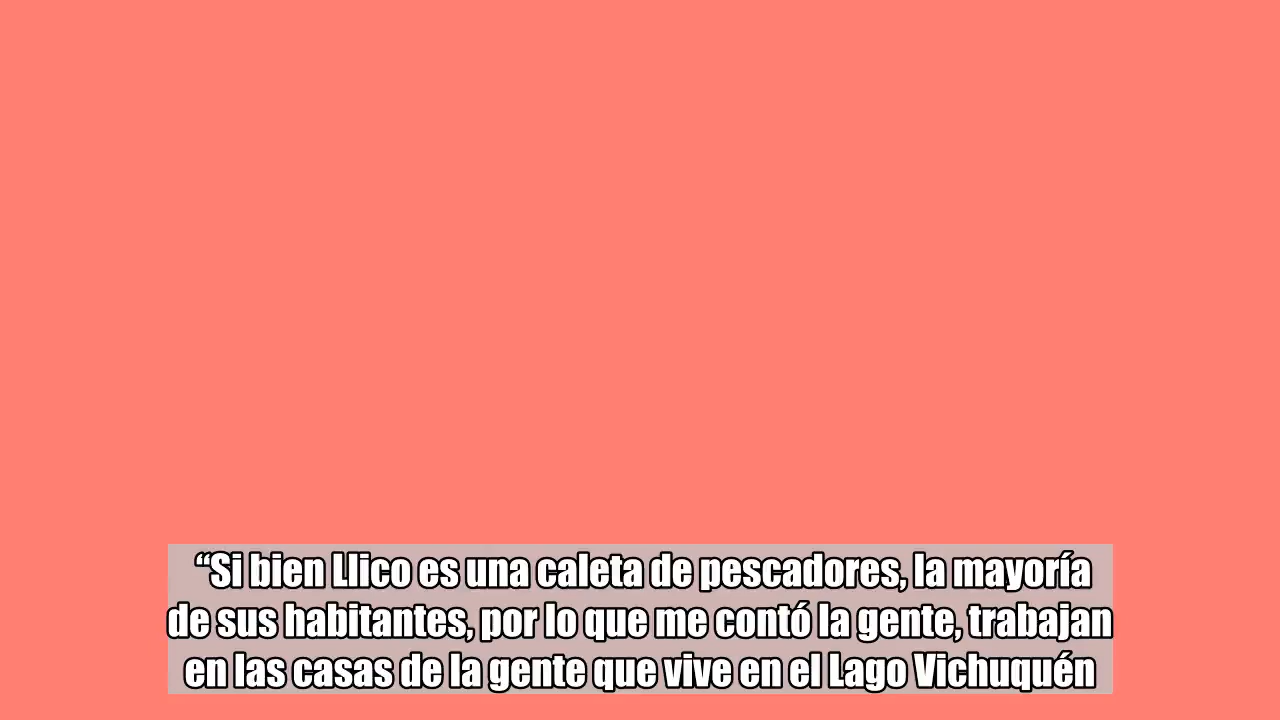 “Si bien Llico es una caleta de pescadores, la mayoría
de sus habitantes, por lo que me contó la gente, trabajan
en las casas de la gente que vive en el Lago Vichuquén